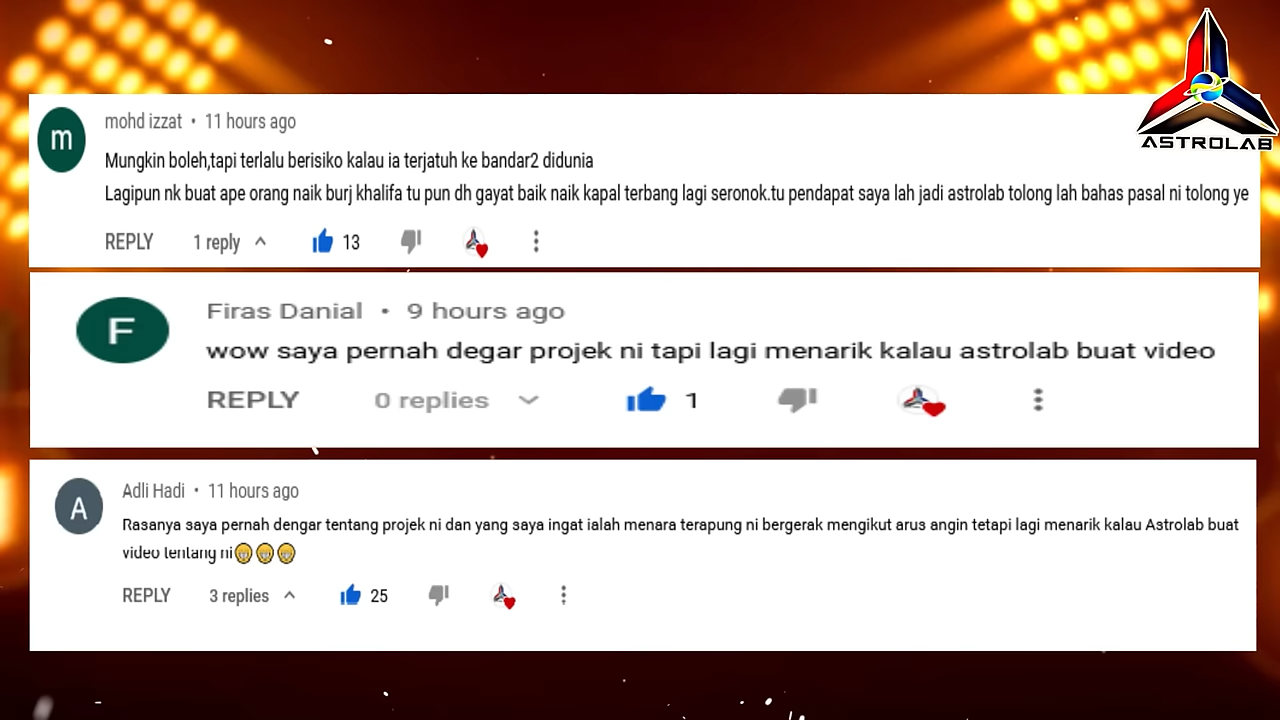 ASTROLAB
m
mohd izzat • 11 hours ago
Mungkin boleh,tapi terlalu berisiko kalau ia terjatuh ke bandar2 didunia
Lagipun nk buat ape orang naik burj khalifa tu pun dh gayat baik naik kapal terbang lagi seronok.tu pendapat saya lah jadi astrolab tolong lah bahas pasal ni tolong ye
REPLY 1 reply 13
F
Firas Danial • 9 hours ago
wow saya pernah degar projek ni tapi lagi menarik kalau astrolab buat video
REPLY 0 replies 1
A
Adli Hadi • 11 hours ago
Rasanya saya pernah dengar tentang projek ni dan yang saya ingat ialah menara terapung ni bergerak mengikut arus angin tetapi lagi menarik kalau Astrolab buat
video tentang ni
REPLY 3 replies 25